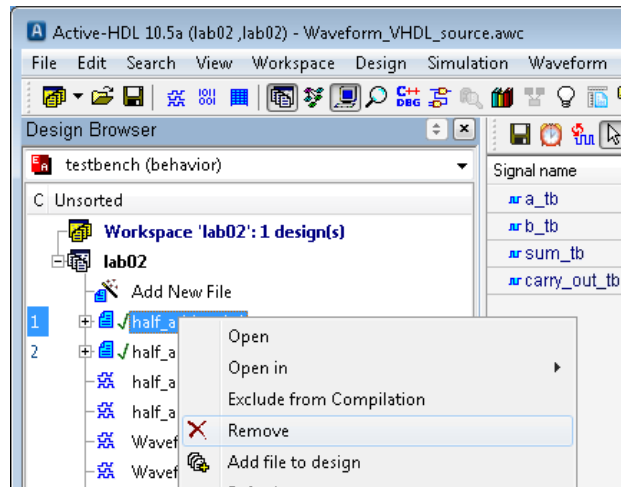 Active-HDL 10.5a (lab02 ,lab02) - Waveform_VHDL_source.awc
File Edit Search View Workspace Design Simulation Waveform
C++ DBG
Design Browser
testbench (behavior)
Signal name
C Unsorted
a_tb
Workspace 'lab02': 1 design(s)
b_tb
lab02
sum_tb
Add New File
carry_out_tb
1
2 half_a
half_a
half_a
Wavef
Wavef
Open
Open in
Exclude from Compilation
Remove
Add file to design